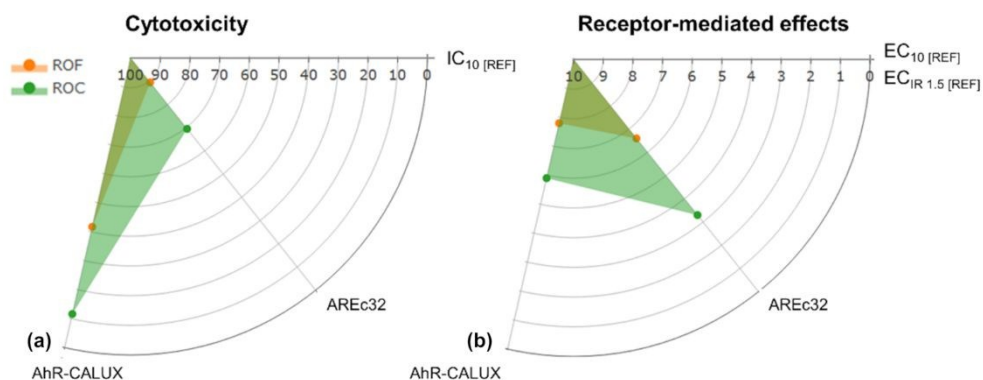 Cytotoxicity
Receptor-mediated effects
ROF
ROC
100 90 80 70 60 50 40 30 20 10 0
IC10 [REF]
10 9 8 7 6 5 4 3 2 1 0
EC10 [REF]
ECIR 1.5 [REF]
AREc32
AREc32
(a)
(b)
AhR-CALUX
AhR-CALUX